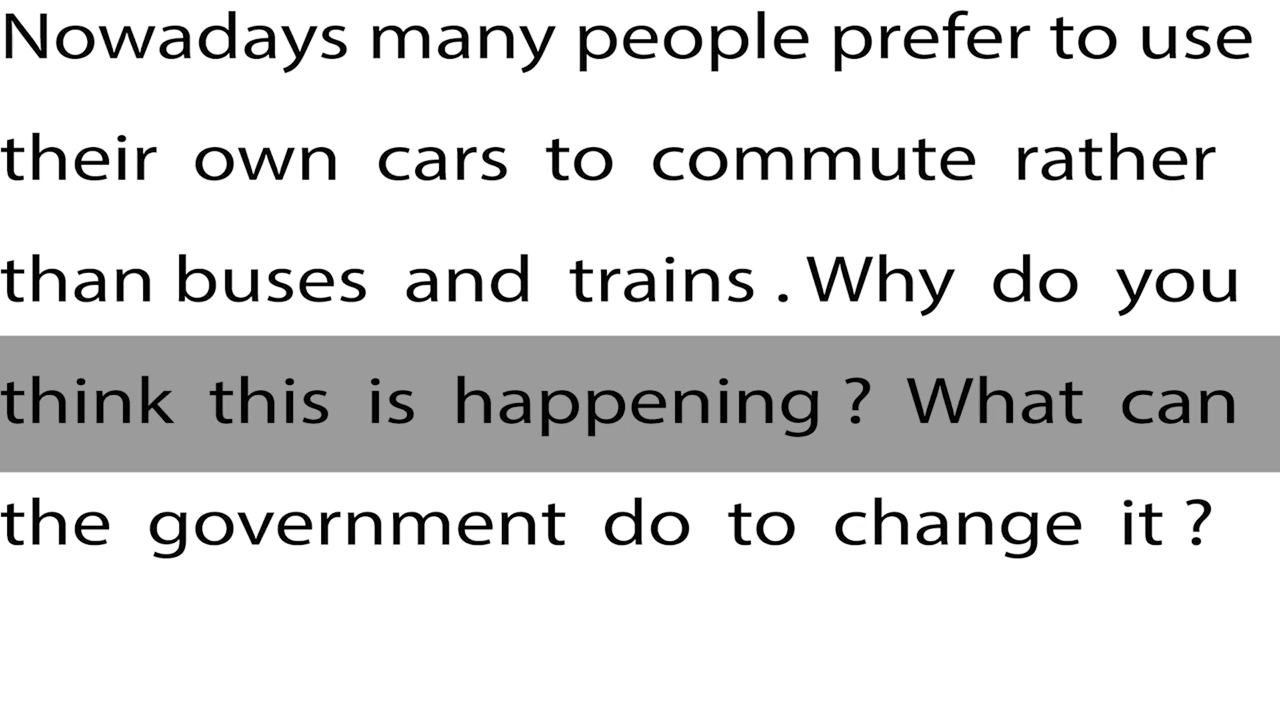 Nowadays many people prefer to use
their own cars to commute rather
than buses and trains . Why do you
think this is happening ? What can
the government do to change it ?